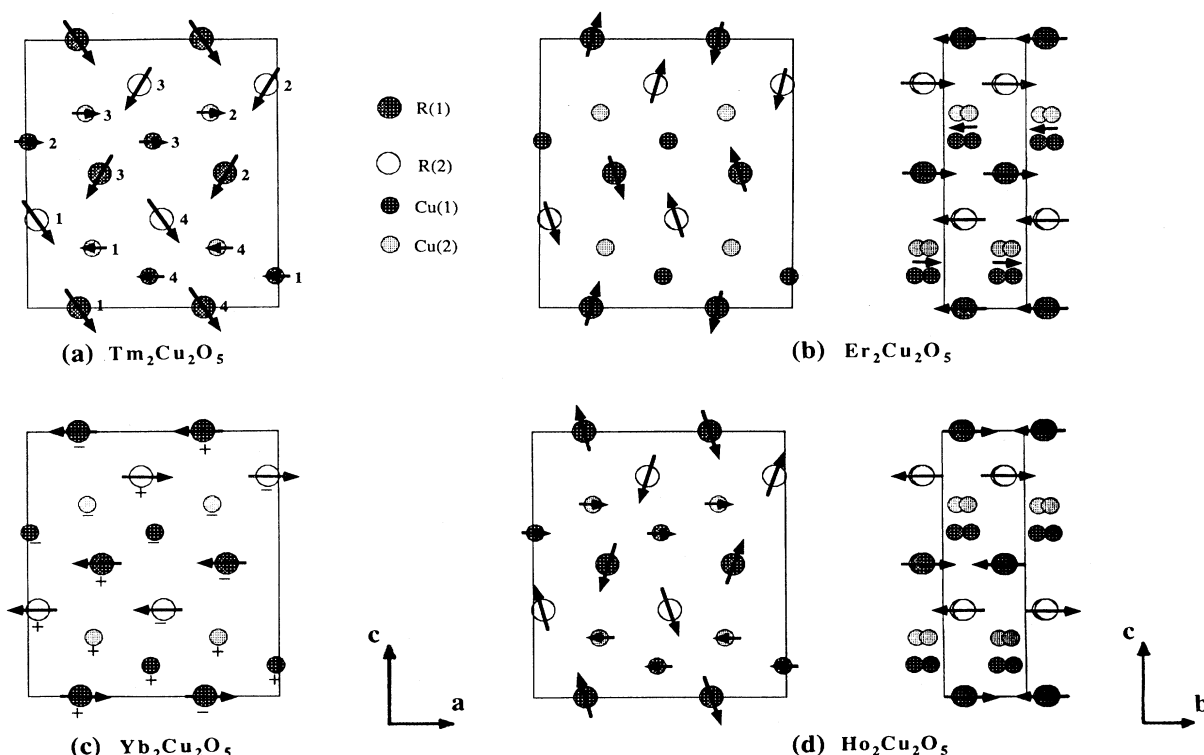 3
2
3
2
2
3
3
2
1
4
1
4
4
1
1
4
R(1)
R(2)
Cu(1)
Cu(2)
(a) Tm₂Cu₂O₅
(b) Er₂Cu₂O₅
− +
+ −
− −
− −
+ −
+ −
+ +
+ +
+ −
c
a
c
b
(c) Yb₂Cu₂O₅
(d) Ho₂Cu₂O₅